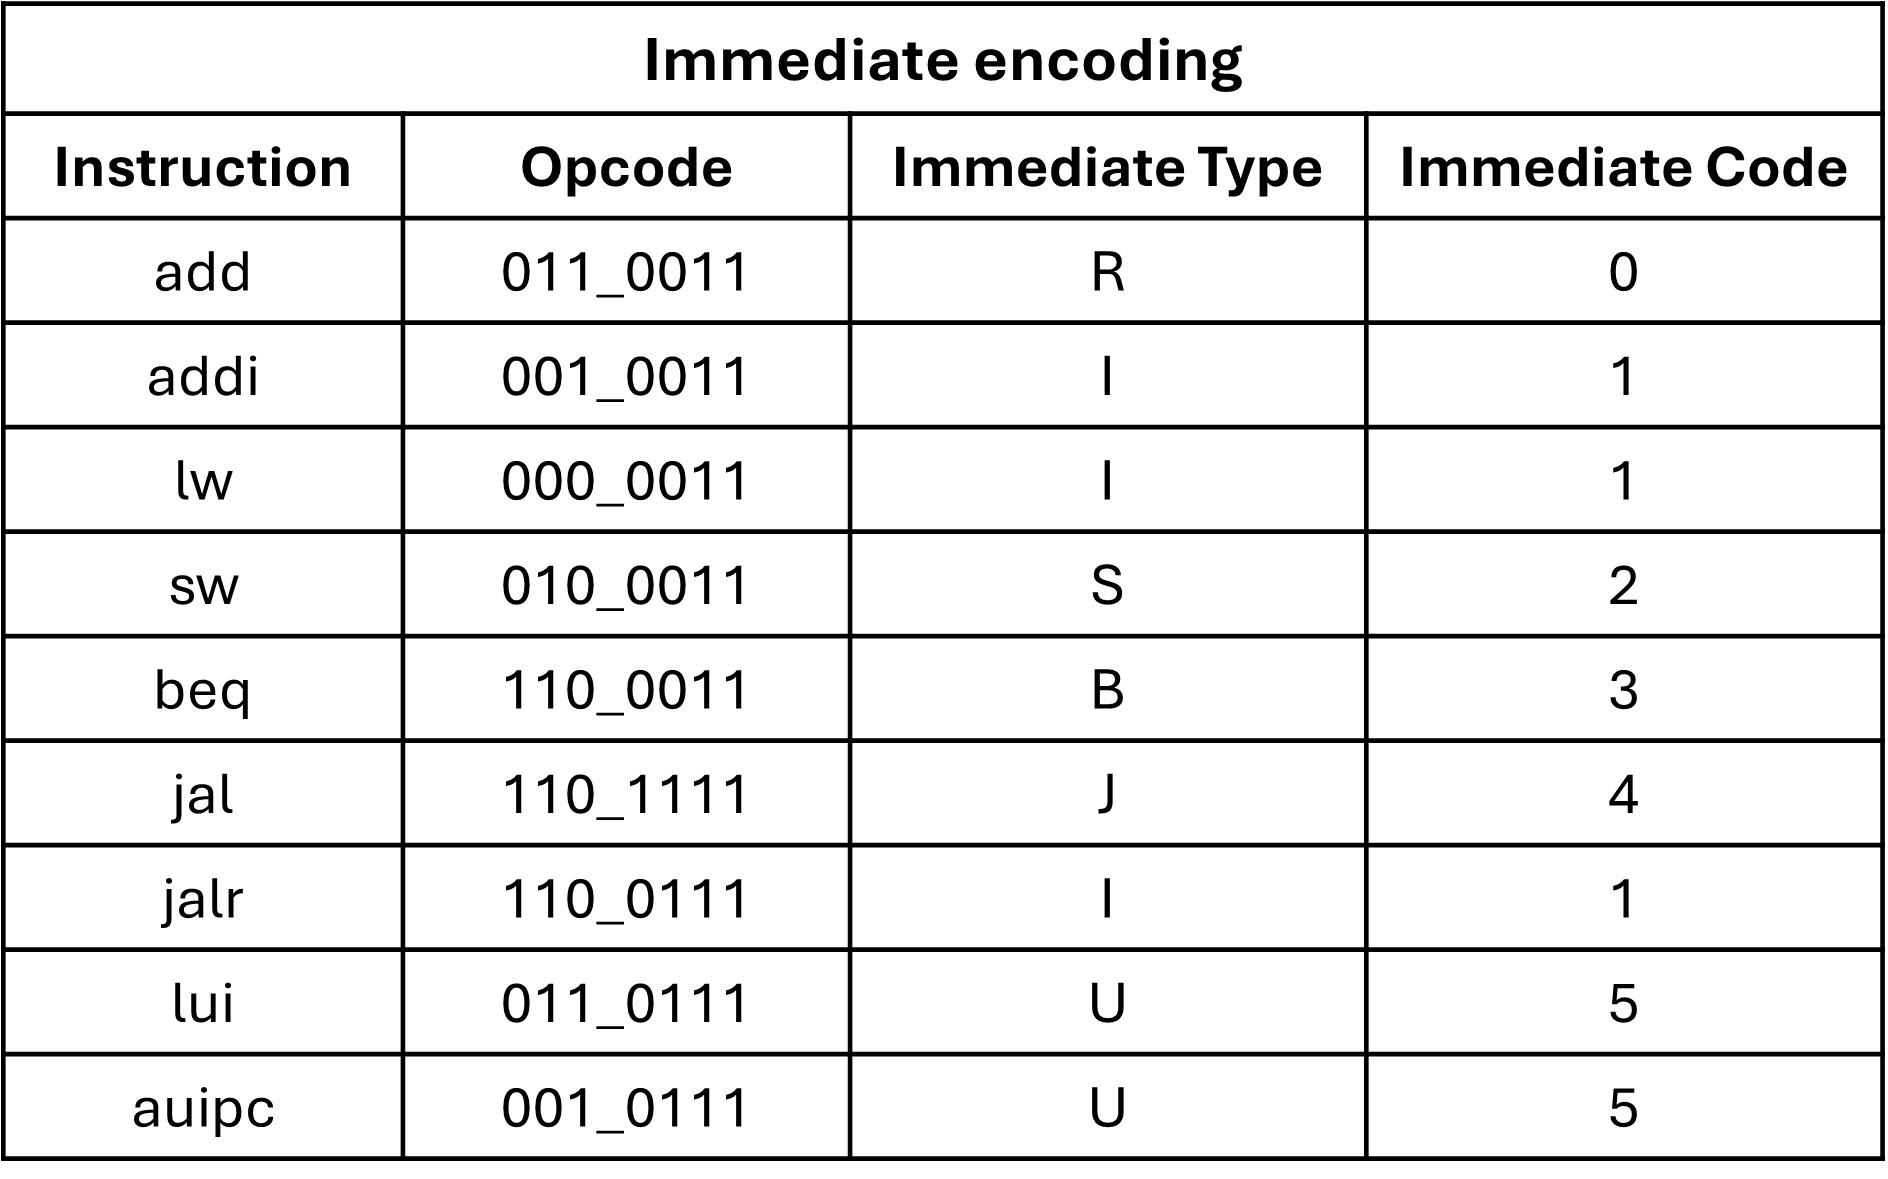 Immediate encoding
Instruction Opcode Immediate Type Immediate Code
add 011_0011 R 0
addi 001_0011 I 1
lw 000_0011 I 1
sw 010_0011 S 2
beq 110_0011 B 3
jal 110_1111 J 4
jalr 110_0111 I 1
lui 011_0111 U 5
auipc 001_0111 U 5